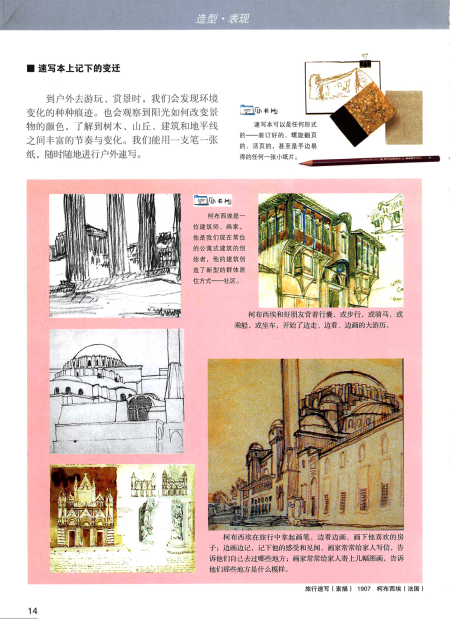 造型·表现
■ 速写本上记下的变迁
到户外去游玩、赏景时，我们会发现环境
变化的种种痕迹。也会观察到阳光如何改变景
物的颜色，了解到树木、山丘、建筑和地平线
之间丰富的节奏与变化。我们能用一支笔一张
纸，随时随地进行户外速写。
小卡片
速写本可以是任何形式
的——装订好的、螺旋翻页
的、活页的，甚至是手边易
得的任何一张小纸片。
小卡片
柯布西埃是一
位建筑师、画家，
他是我们现在常住
的公寓式建筑的创
始者，他的建筑创
造了新型的群体居
住方式——社区。
柯布西埃和好朋友背着行囊，或步行，或骑马，或
乘船，或坐车，开始了边走、边看、边画的大游历。
柯布西埃在旅行中拿起画笔，边看边画，画下他喜欢的房
子；边画边记，记下他的感受和见闻。画家常常给家人写信，告
诉他们自己去过哪些地方；画家常常给家人寄上几幅图画，告诉
他们那些地方是什么模样。
旅行速写（素描） 1907 柯布西埃（法国）
14